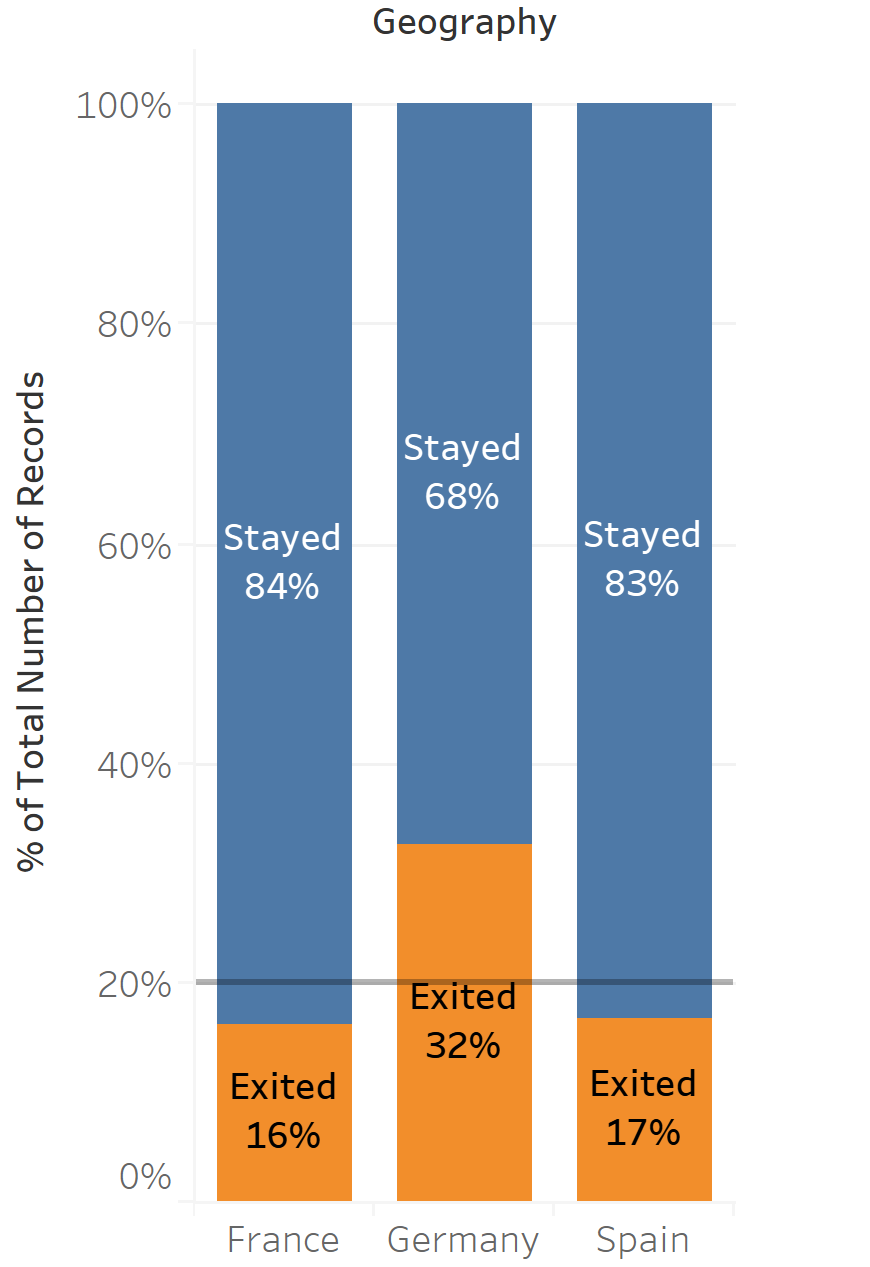 Geography
% of Total Number of Records
100%
80%
60%
40%
20%
0%
Stayed
84%
Exited
16%
Stayed
68%
Exited
32%
Stayed
83%
Exited
17%
France
Germany
Spain